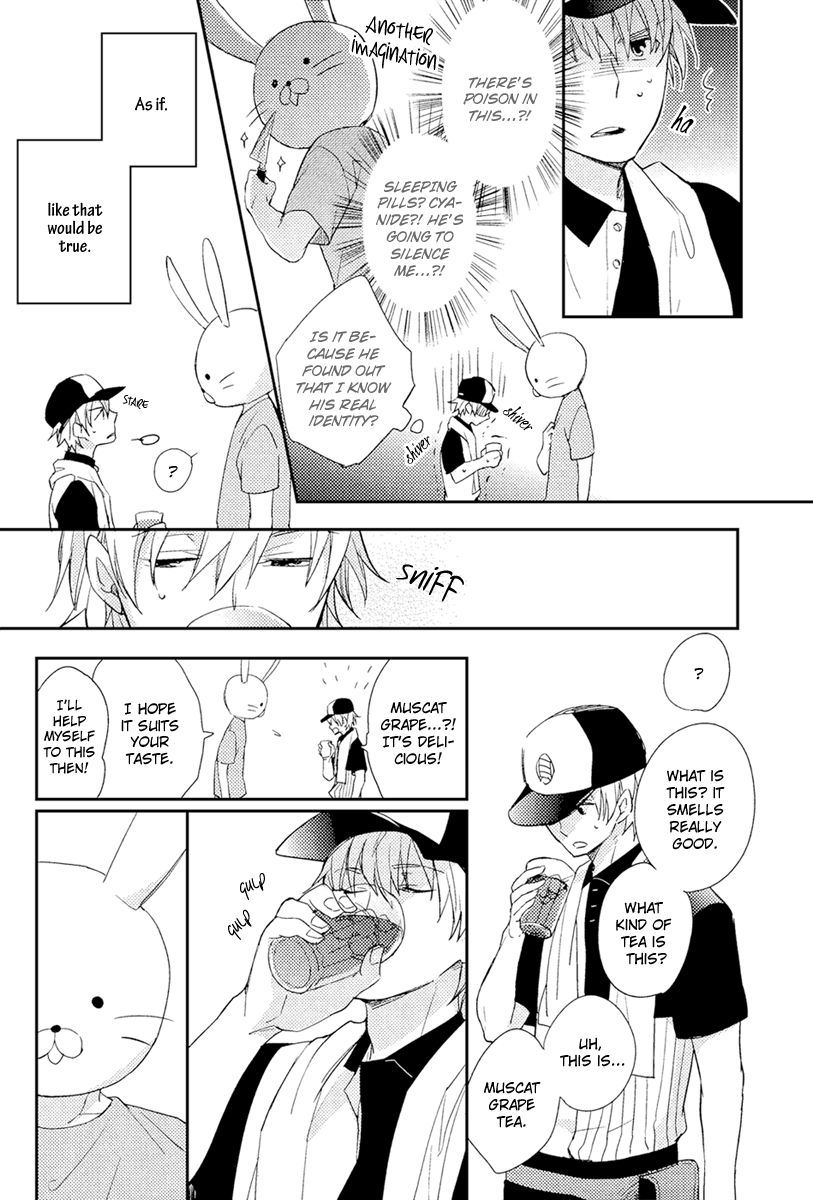 ha
THERE'S
POISON IN
THIS...?!
ANOTHER
IMAGINATION
SLEEPING
PILLS? CYA-
NIDE?! HE'S
GOING TO
SILENCE
ME...?!
IS IT BE-
CAUSE HE
FOUND OUT
THAT I KNOW
HIS REAL
IDENTITY?
shiver
shiver
As if.
like that
would be
true.
STARE
?
SNIFF
?
WHAT IS
THIS? IT
SMELLS
REALLY
GOOD.
WHAT
KIND OF
TEA IS
THIS?
UH,
THIS IS...
MUSCAT
GRAPE
TEA.
MUSCAT
GRAPE...?!
IT'S DELI-
CIOUS!
I HOPE
IT SUITS
YOUR
TASTE.
I'LL
HELP
MYSELF
TO THIS
THEN!
gulp
gulp